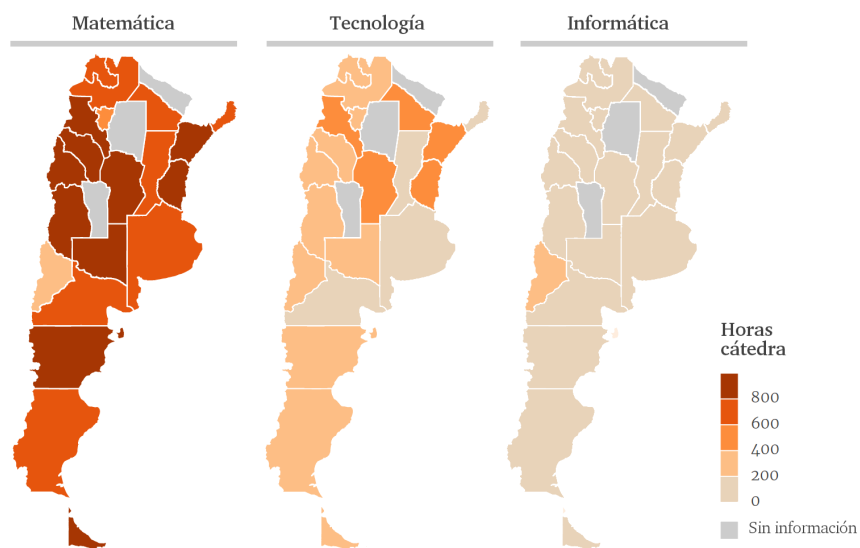 Matemática
Tecnología
Informática
Horas
cátedra
800
600
400
200
0
Sin información